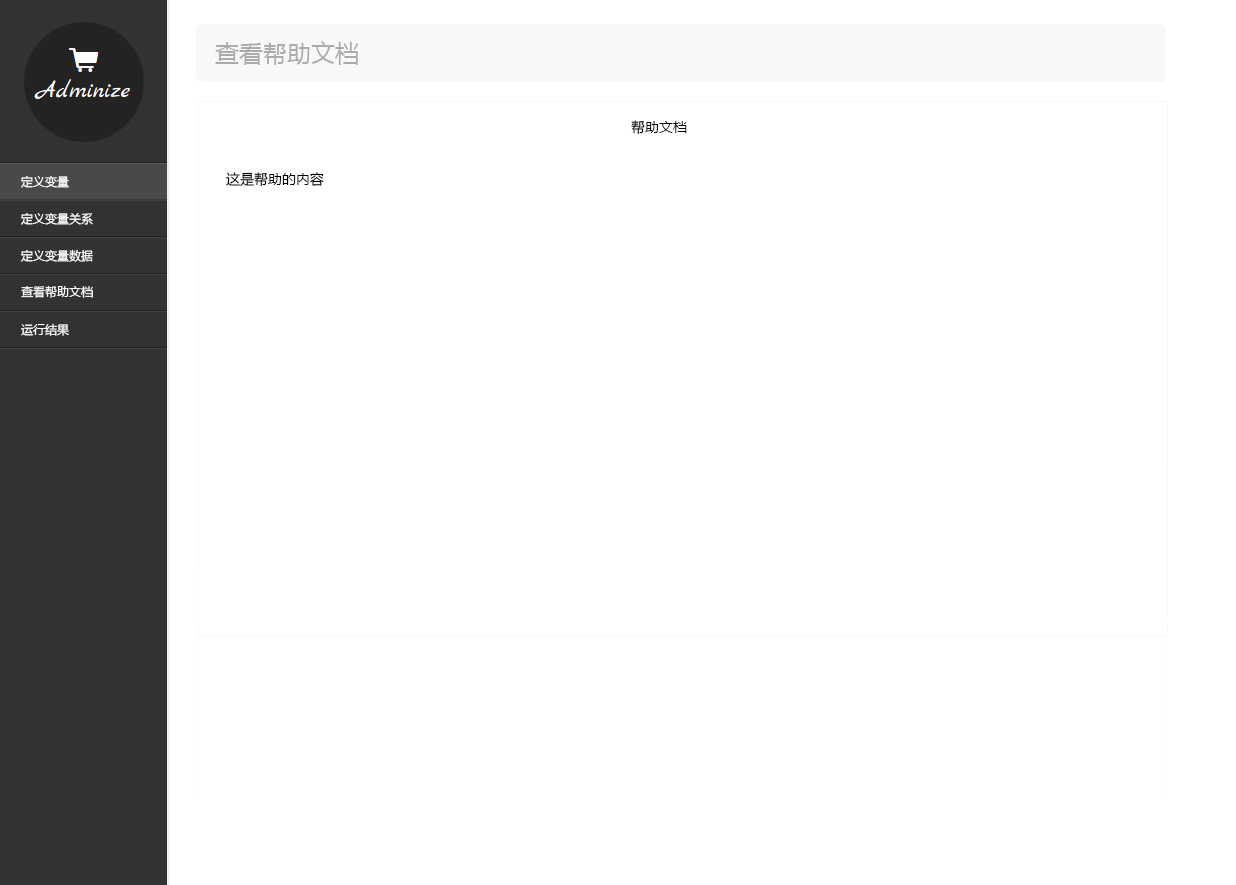 Adminize
定义变量
定义变量关系
定义变量数据
查看帮助文档
运行结果
查看帮助文档
帮助文档
这是帮助的内容